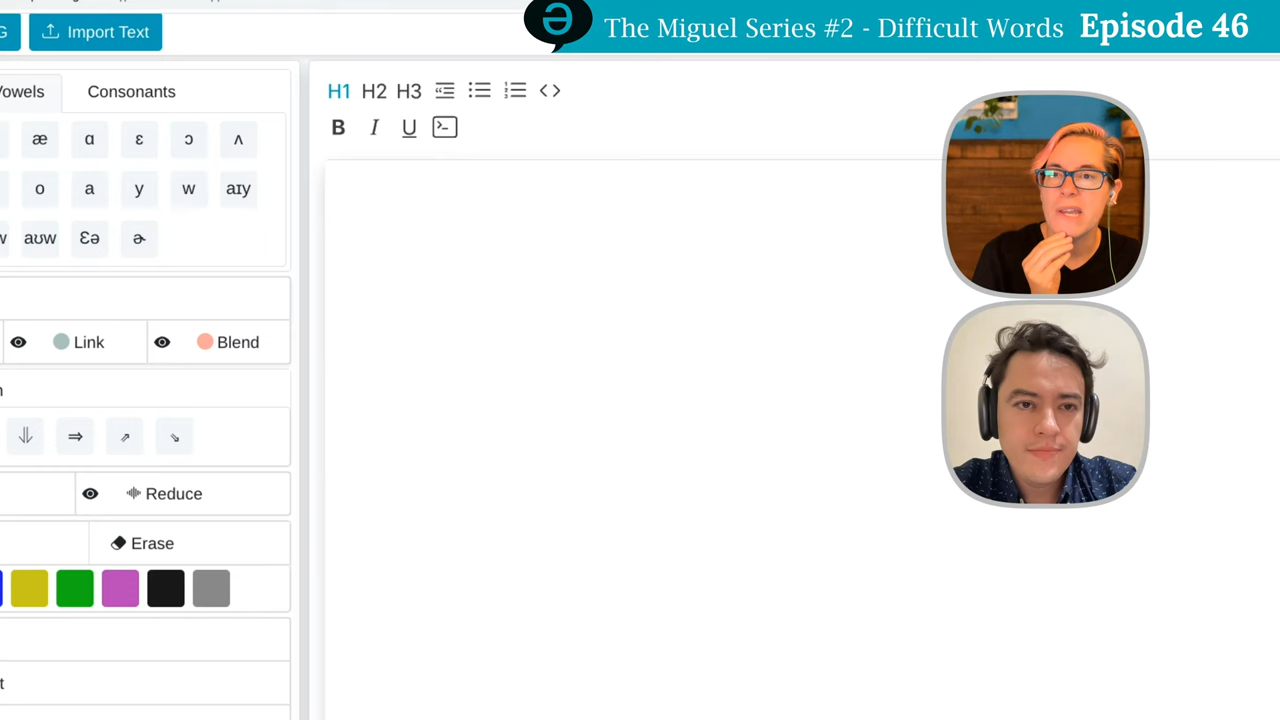 G Import Text
ə The Miguel Series #2 - Difficult Words Episode 46
Vowels Consonants
H1 H2 H3
æ ɑ ɛ ɔ ʌ
B I U
o a y w aɪy
w aʊw Ɛə ɚ
Link Blend
n
Reduce
Erase
t